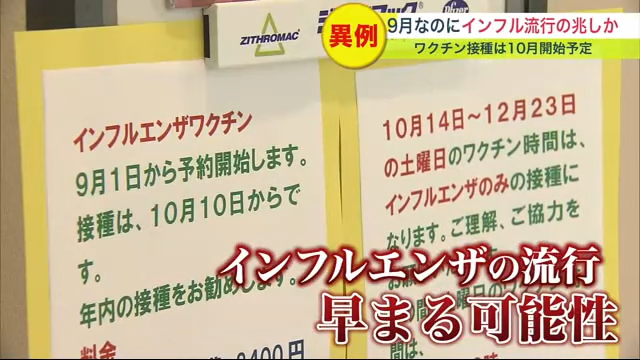 ZITHROMAC
Pfizer
異例
9月なのにインフル流行の兆しか
ワクチン接種は10月開始予定
インフルエンザワクチン
9月1日から予約開始します。
接種は、10月10日からで
す。
年内の接種をお勧めします。
料金
10月14日~12月23日
の土曜日のワクチン時間は、
インフルエンザのみの接種に
なります。ご理解、ご協力を
インフルエンザの流行
早まる可能性